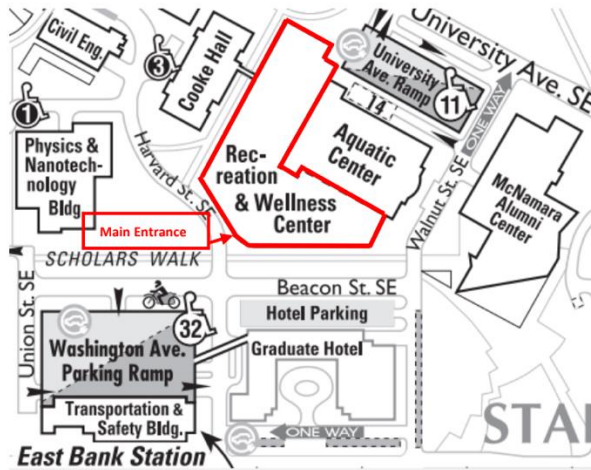 Civil Eng.
3
Cooke Hall
University
Ave. Ramp
University Ave. SE
11
14
ONE WAY
1
Physics &
Nanotech-
nology
Bldg.
Harvard St. SE
Rec-
reation
& Wellness
Center
Aquatic
Center
Walnut St. SE
McNamara
Alumni
Center
Main Entrance
SCHOLARS WALK
Union St. SE
Beacon St. SE
Hotel Parking
32
Washington Ave.
Parking Ramp
Graduate Hotel
Transportation &
Safety Bldg.
ONE WAY
East Bank Station